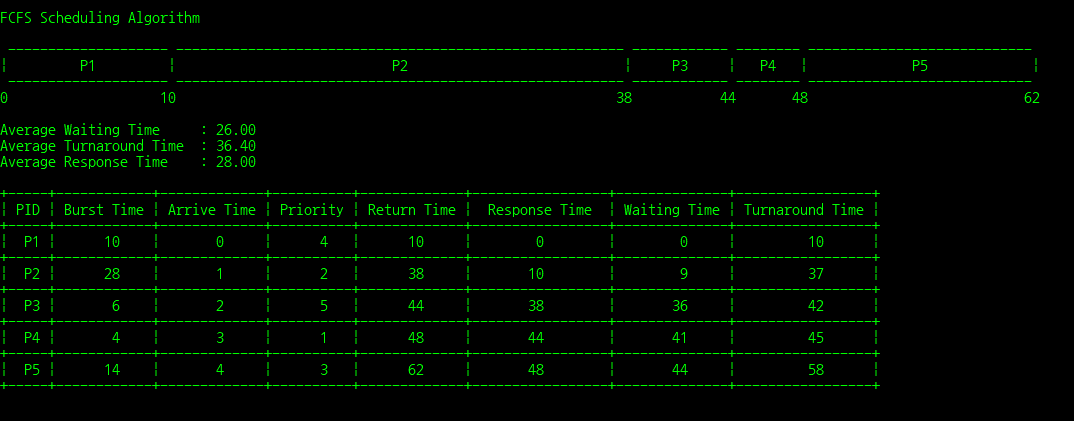 FCFS Scheduling Algorithm
| P1 | P2 | P3 | P4 | P5 |
0 10 38 44 48 62
Average Waiting Time : 26.00
Average Turnaround Time : 36.40
Average Response Time : 28.00
| PID | Burst Time | Arrive Time | Priority | Return Time | Response Time | Waiting Time | Turnaround Time |
| P1 | 10 | 0 | 4 | 10 | 0 | 0 | 10 |
| P2 | 28 | 1 | 2 | 38 | 10 | 9 | 37 |
| P3 | 6 | 2 | 5 | 44 | 38 | 36 | 42 |
| P4 | 4 | 3 | 1 | 48 | 44 | 41 | 45 |
| P5 | 14 | 4 | 3 | 62 | 48 | 44 | 58 |